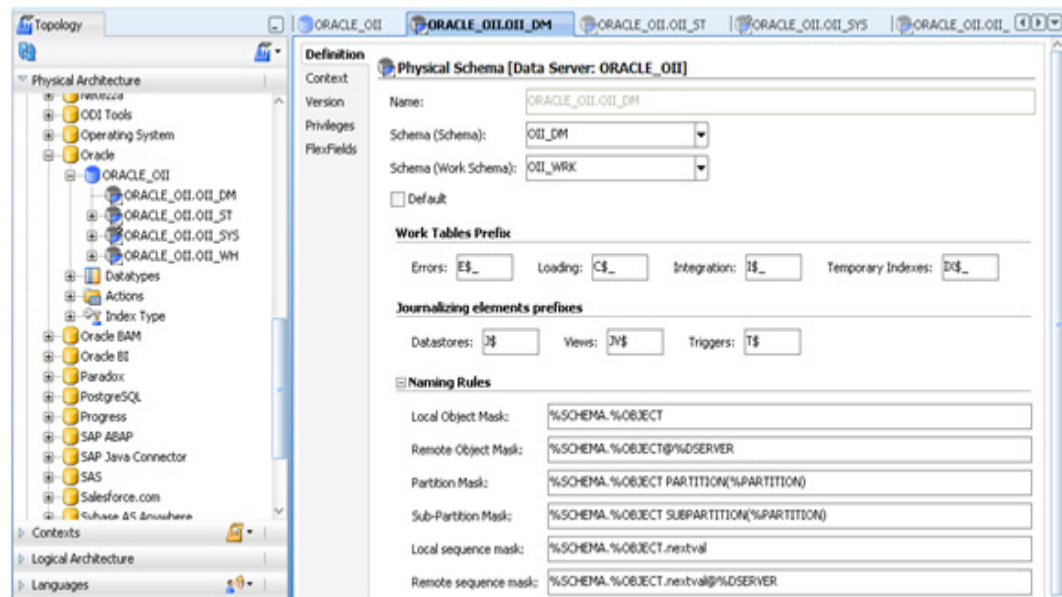 Topology
Physical Architecture
Netezza
ODI Tools
Operating System
Oracle
ORACLE_OII
ORACLE_OII.OII_DM
ORACLE_OII.OII_ST
ORACLE_OII.OII_SYS
ORACLE_OII.OII_WH
Datatypes
Actions
Index Type
Oracle BAM
Oracle BI
Paradox
PostgreSQL
Progress
SAP ABAP
SAP Java Connector
SAS
Salesforce.com
Sybase AS Anywhere
Contexts
Logical Architecture
Languages
ORACLE_OII ORACLE_OII.OII_DM ORACLE_OII.OII_ST ORACLE_OII.OII_SYS ORACLE_OII.OII_
Definition
Context
Version
Privileges
FlexFields
Physical Schema [Data Server: ORACLE_OII]
Name: ORACLE_OII.OII_DM
Schema (Schema): OII_DM
Schema (Work Schema): OII_WRK
Default
Work Tables Prefix
Errors: E$_ Loading: C$_ Integration: I$_ Temporary Indexes: IX$_
Journalizing elements prefixes
Datastores: J$ Views: JV$ Triggers: T$
Naming Rules
Local Object Mask: %SCHEMA.%OBJECT
Remote Object Mask: %SCHEMA.%OBJECT@%DSERVER
Partition Mask: %SCHEMA.%OBJECT PARTITION(%PARTITION)
Sub-Partition Mask: %SCHEMA.%OBJECT SUBPARTITION(%PARTITION)
Local sequence mask: %SCHEMA.%OBJECT.nextval
Remote sequence mask: %SCHEMA.%OBJECT.nextval@%DSERVER